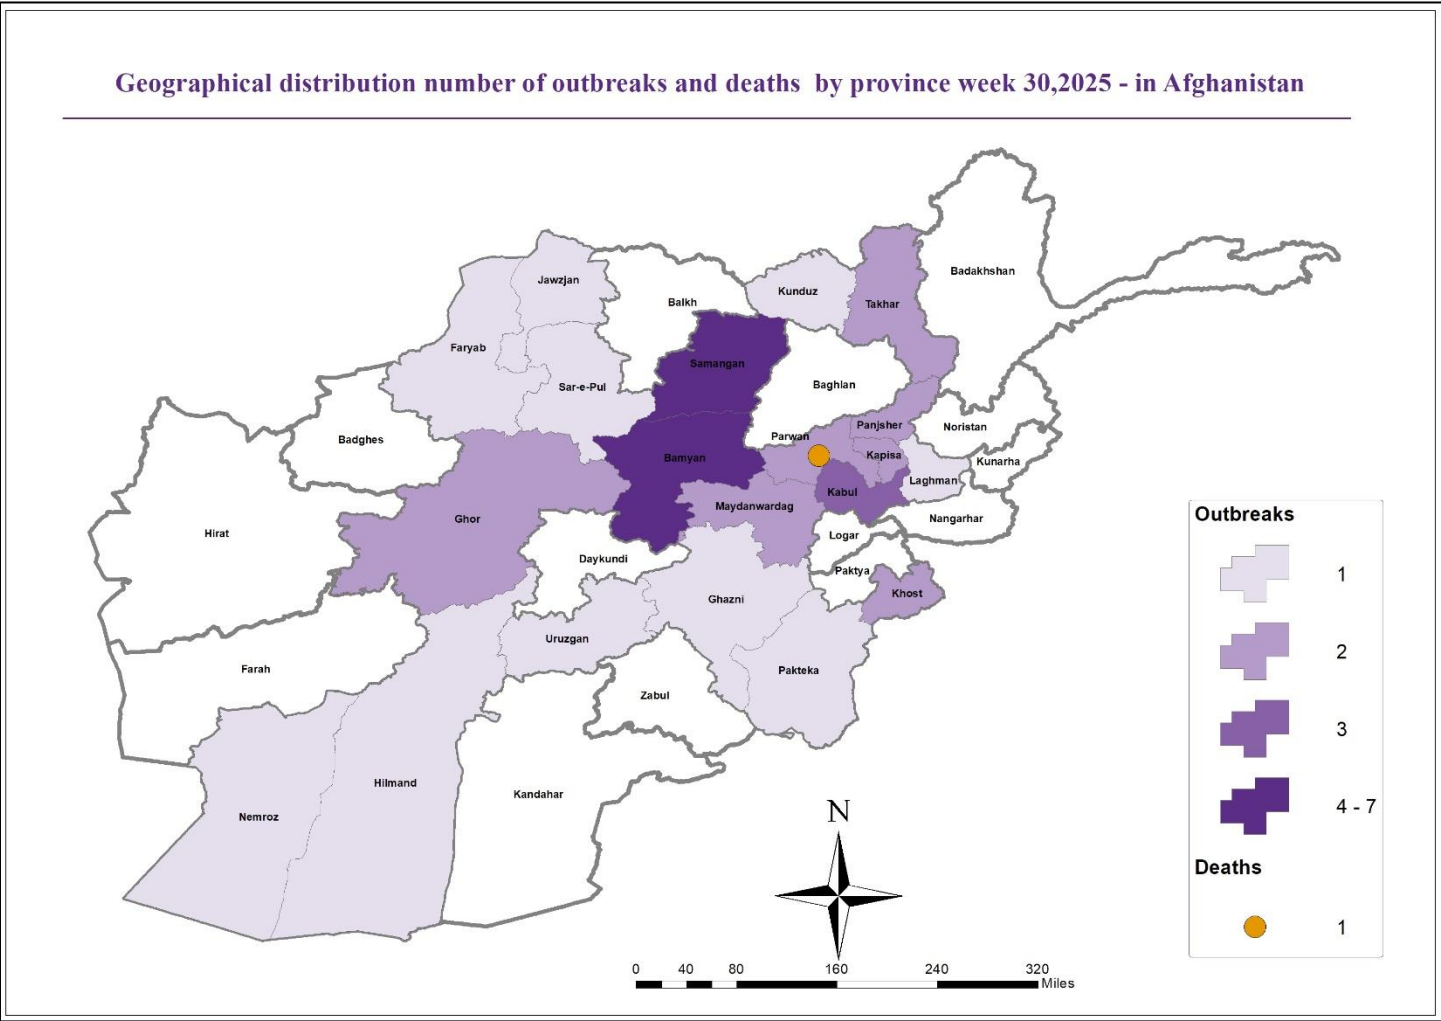 Geographical distribution number of outbreaks and deaths by province week 30,2025 - in Afghanistan
Badakhshan
Jawzjan
Kunduz
Balkh
Takhar
Faryab
Samangan
Sar-e-Pul
Baghlan
Badghes
Parwan
Panjsher
Noristan
Bamyan
Kapisa
Kunarha
Laghman
Kabul
Maydanwardag
Ghor
Nangarhar
Hirat
Logar
Daykundi
Paktya
Khost
Ghazni
Uruzgan
Farah
Pakteka
Zabul
Hilmand
Kandahar
Nemroz
Outbreaks
1
2
3
4 - 7
Deaths
1
N
0 40 80 160 240 320
Miles